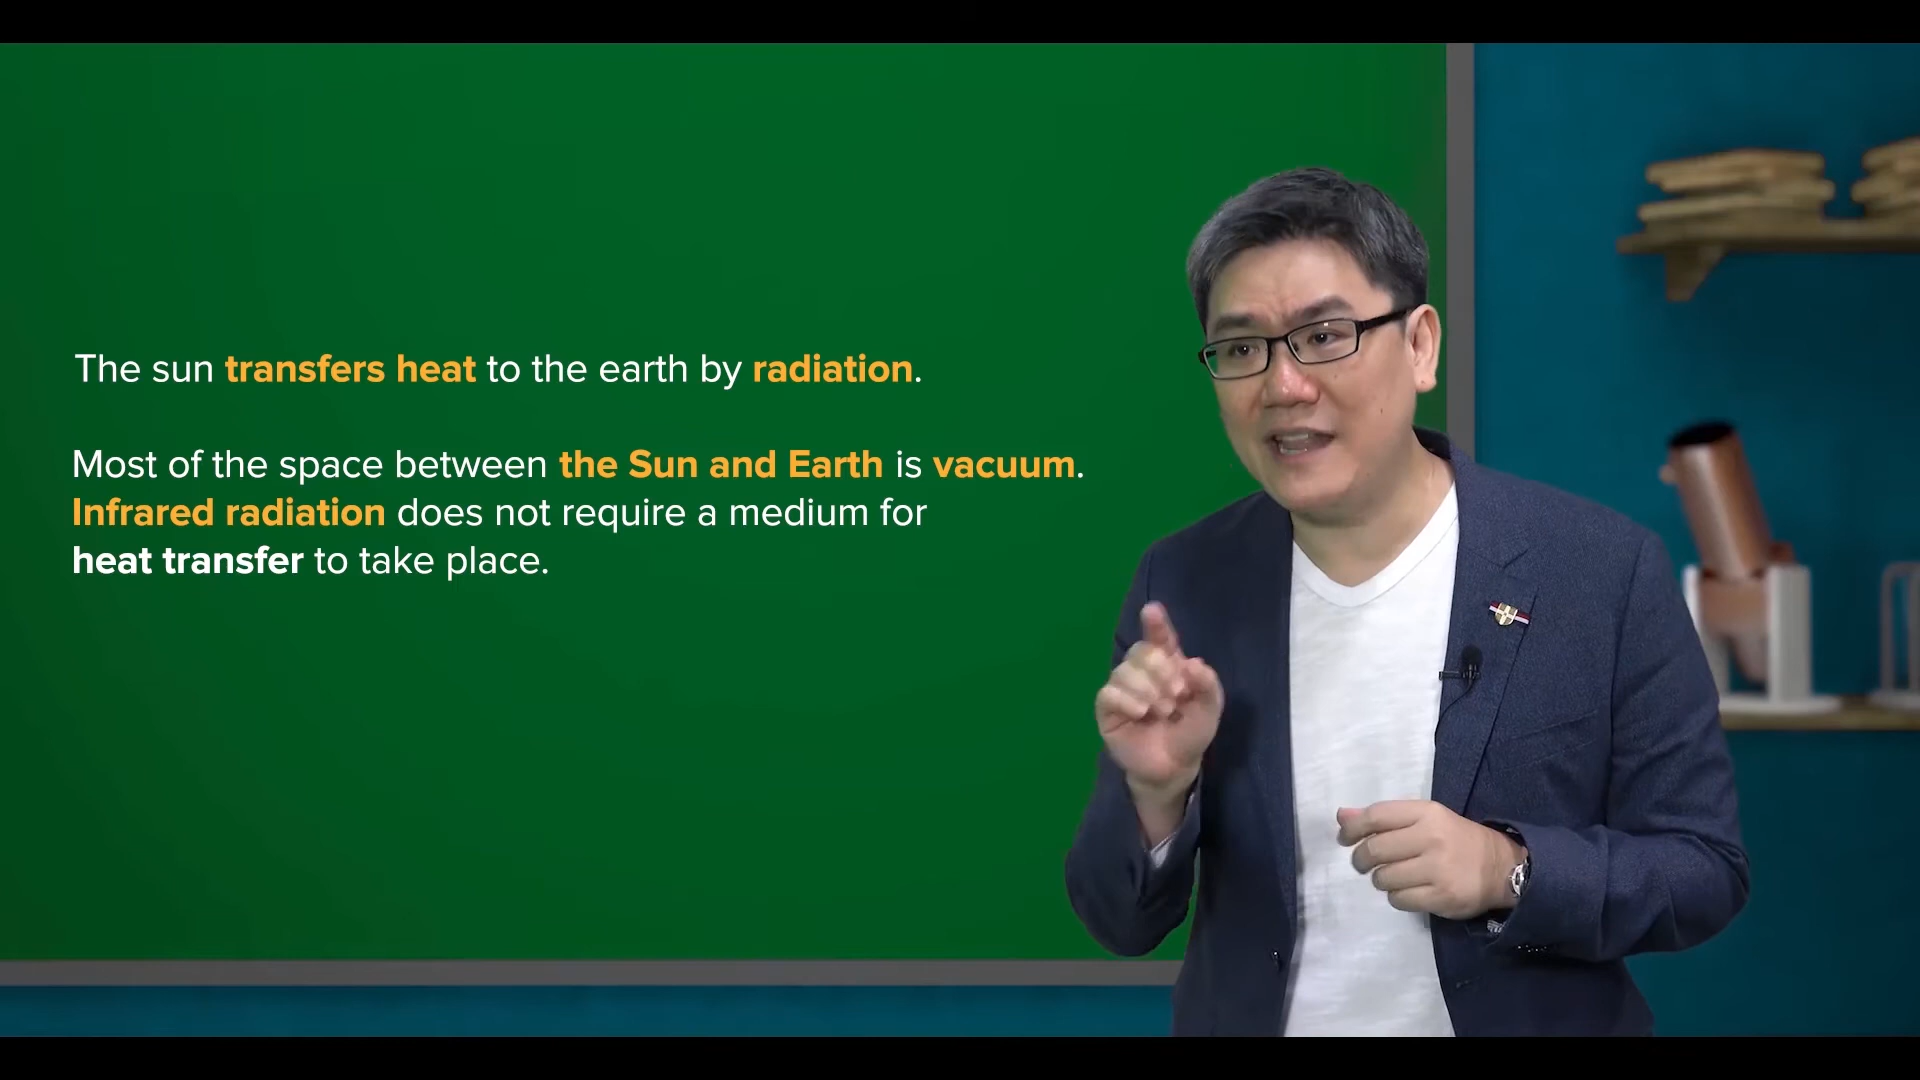 The sun transfers heat to the earth by radiation.
Most of the space between the Sun and Earth is vacuum.
Infrared radiation does not require a medium for
heat transfer to take place.